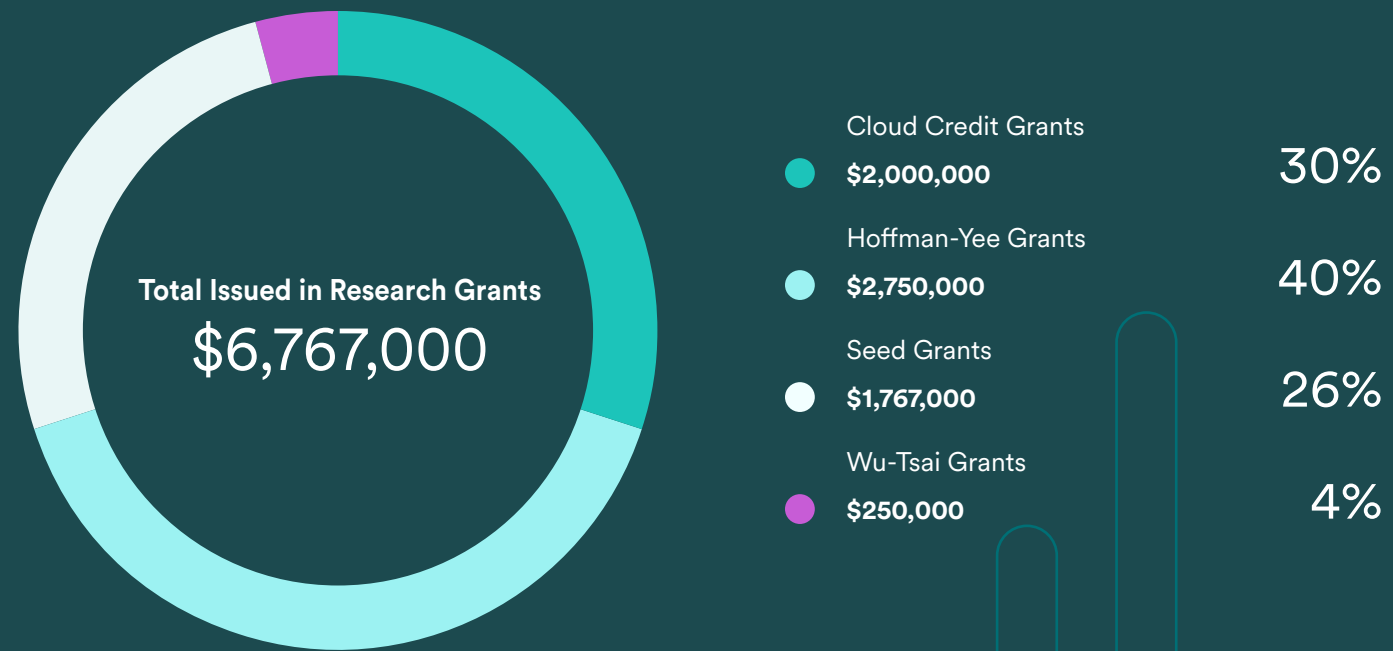 Total Issued in Research Grants
$6,767,000
Cloud Credit Grants
$2,000,000
30%
Hoffman-Yee Grants
$2,750,000
40%
Seed Grants
$1,767,000
26%
Wu-Tsai Grants
$250,000
4%